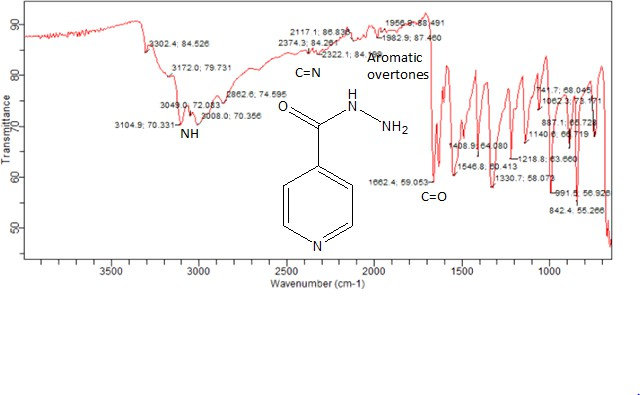 90
80
70
60
50
Transmittance
3302.4; 84.526
3172.0; 79.731
3104.9; 70.331
3049.0; 72.083
3008.0; 70.356
2862.6; 74.595
2374.3; 84.261
2322.1; 84.199
2117.1; 86.836
1982.9; 87.460
1956.8; 88.491
1662.4; 59.053
1546.8; 60.413
1408.9; 64.080
1330.7; 58.073
1218.8; 63.660
1140.6; 66.719
1062.3; 73.171
991.5; 56.926
887.1; 65.728
842.4; 55.266
741.7; 68.045
NH
C=N
Aromatic
overtones
C=O
O
H
N
NH2
N
3500 3000 2500 2000 1500 1000
Wavenumber (cm-1)